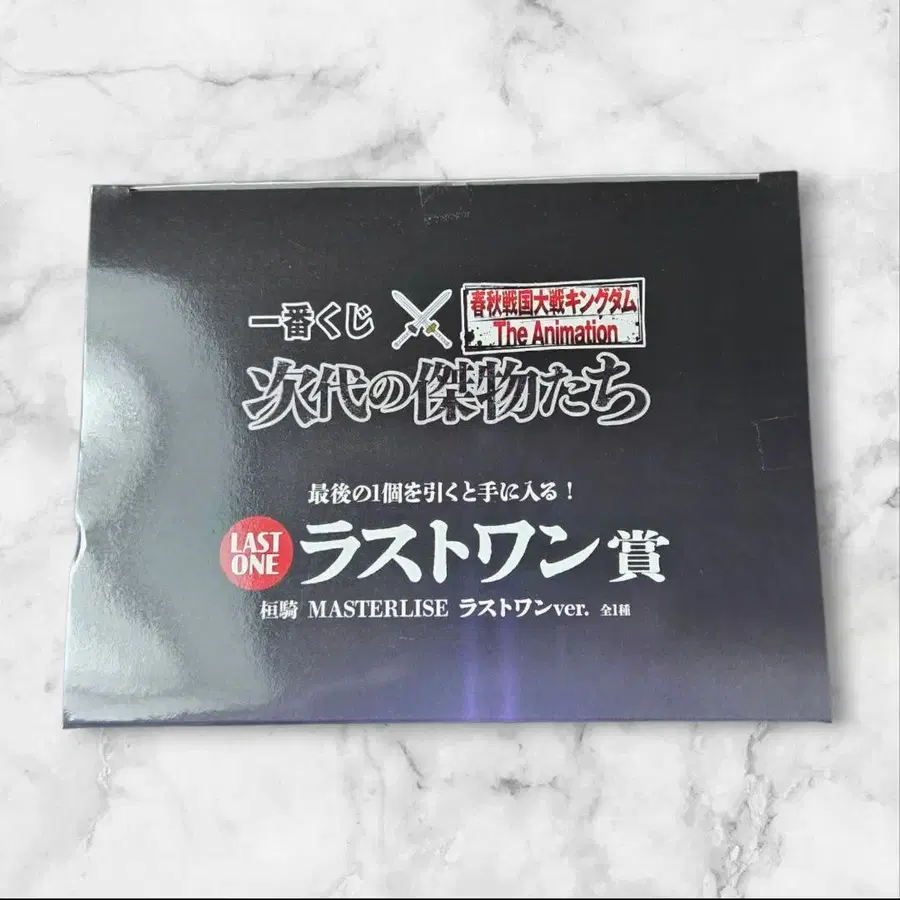 一番くじ
春秋戦国大戦キングダム
The Animation
次代の傑物たち
最後の1個を引くと手に入る!
LAST
ONE
ラストワン賞
桓騎 MASTERLISE ラストワンver. 全1種